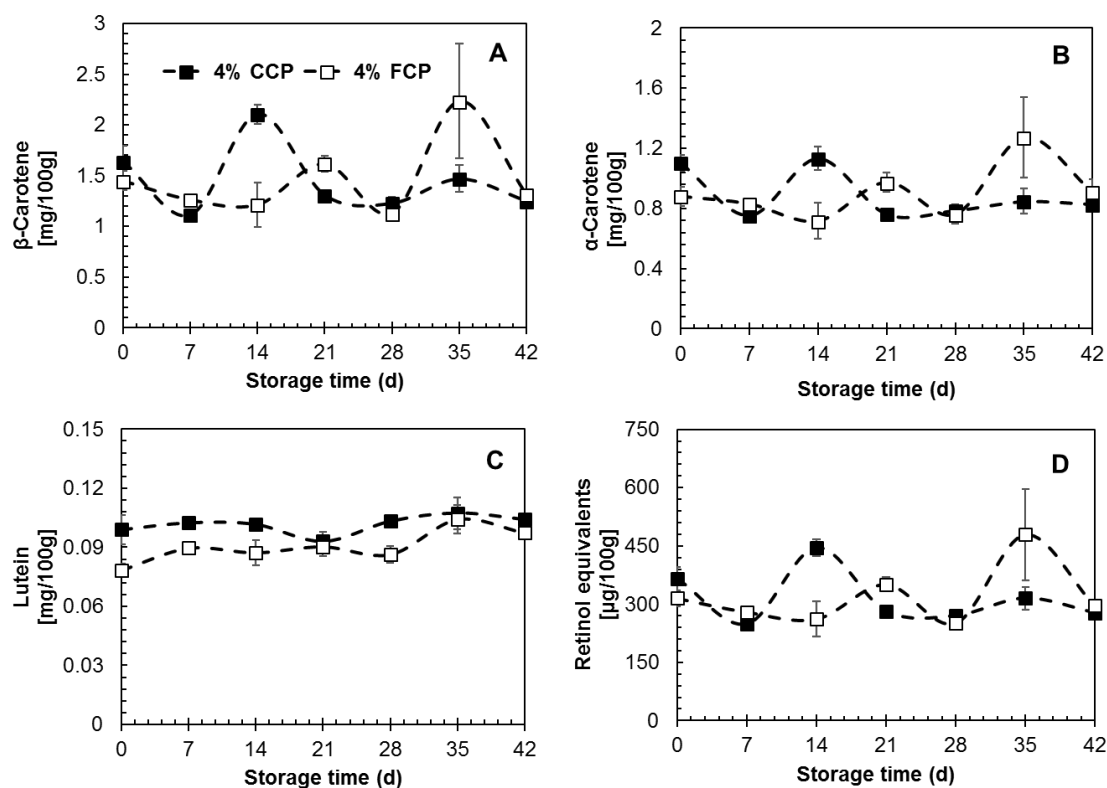 A
4% CCP
4% FCP
β-Carotene
[mg/100g]
3
2.5
2
1.5
1
0.5
0
0 7 14 21 28 35 42
Storage time (d)
B
α-Carotene
[mg/100g]
2
1.6
1.2
0.8
0.4
0
0 7 14 21 28 35 42
Storage time (d)
C
Lutein
[mg/100g]
0.15
0.12
0.09
0.06
0.03
0
0 7 14 21 28 35 42
Storage time (d)
D
Retinol equivalents
[µg/100g]
750
600
450
300
150
0
0 7 14 21 28 35 42
Storage time (d)